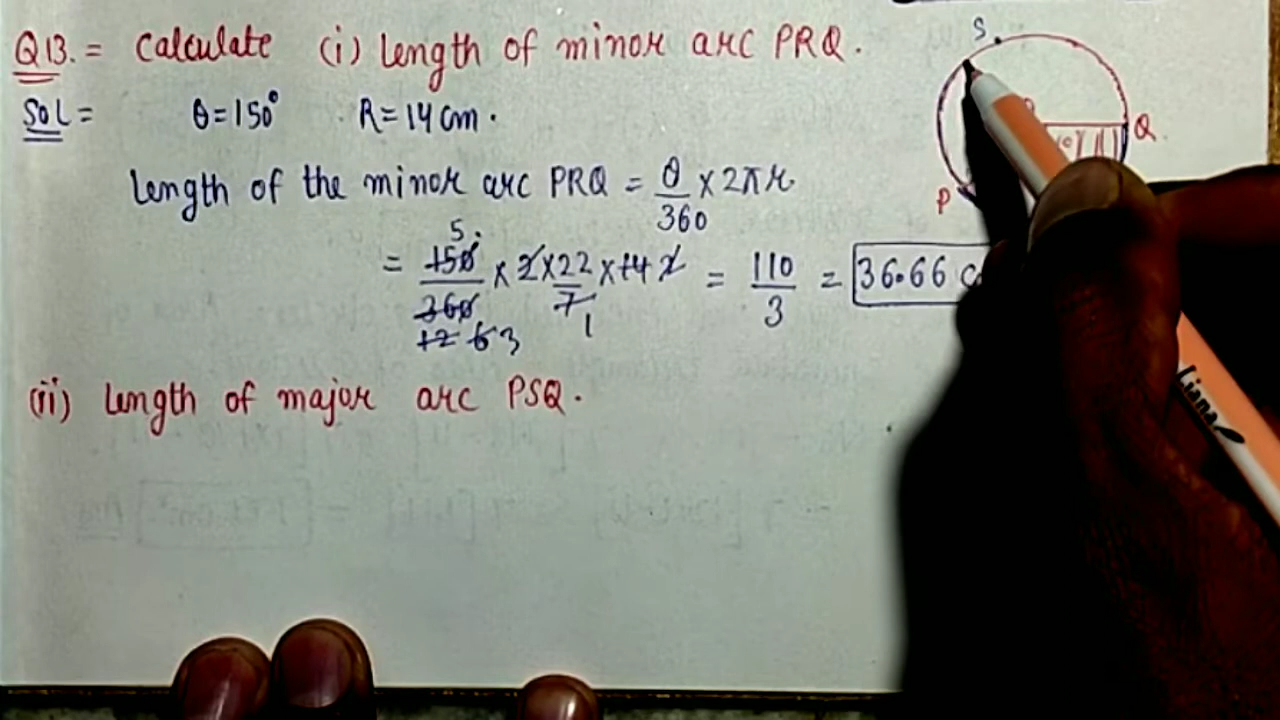 Q13. = Calculate (i) Length of minor arc PRQ.
Sol = θ=150° R=14 cm.
Length of the minor arc PRQ = θ/360 × 2πr.
= 150/360 × 2×22/7 ×14 2 = 110/3 = 36.66 c
5. 12 6 3 1
(ii) Length of major arc PSQ.
S.
Q
P
Liana